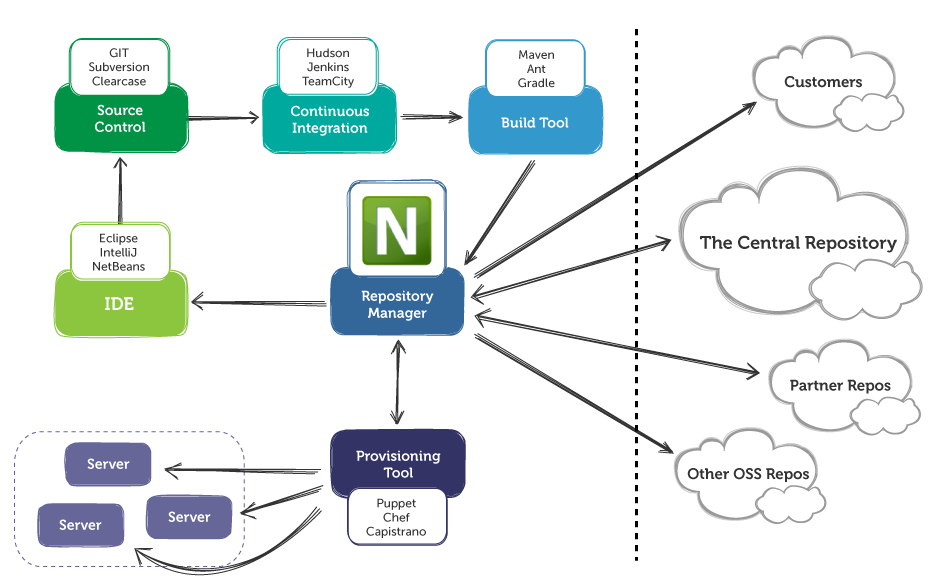 GIT
Subversion
Clearcase
Source
Control
Hudson
Jenkins
TeamCity
Continuous
Integration
Maven
Ant
Gradle
Build Tool
Customers
The Central Repository
Eclipse
IntelliJ
NetBeans
IDE
N
Repository
Manager
Partner Repos
Other OSS Repos
Provisioning
Tool
Puppet
Chef
Capistrano
Server
Server
Server